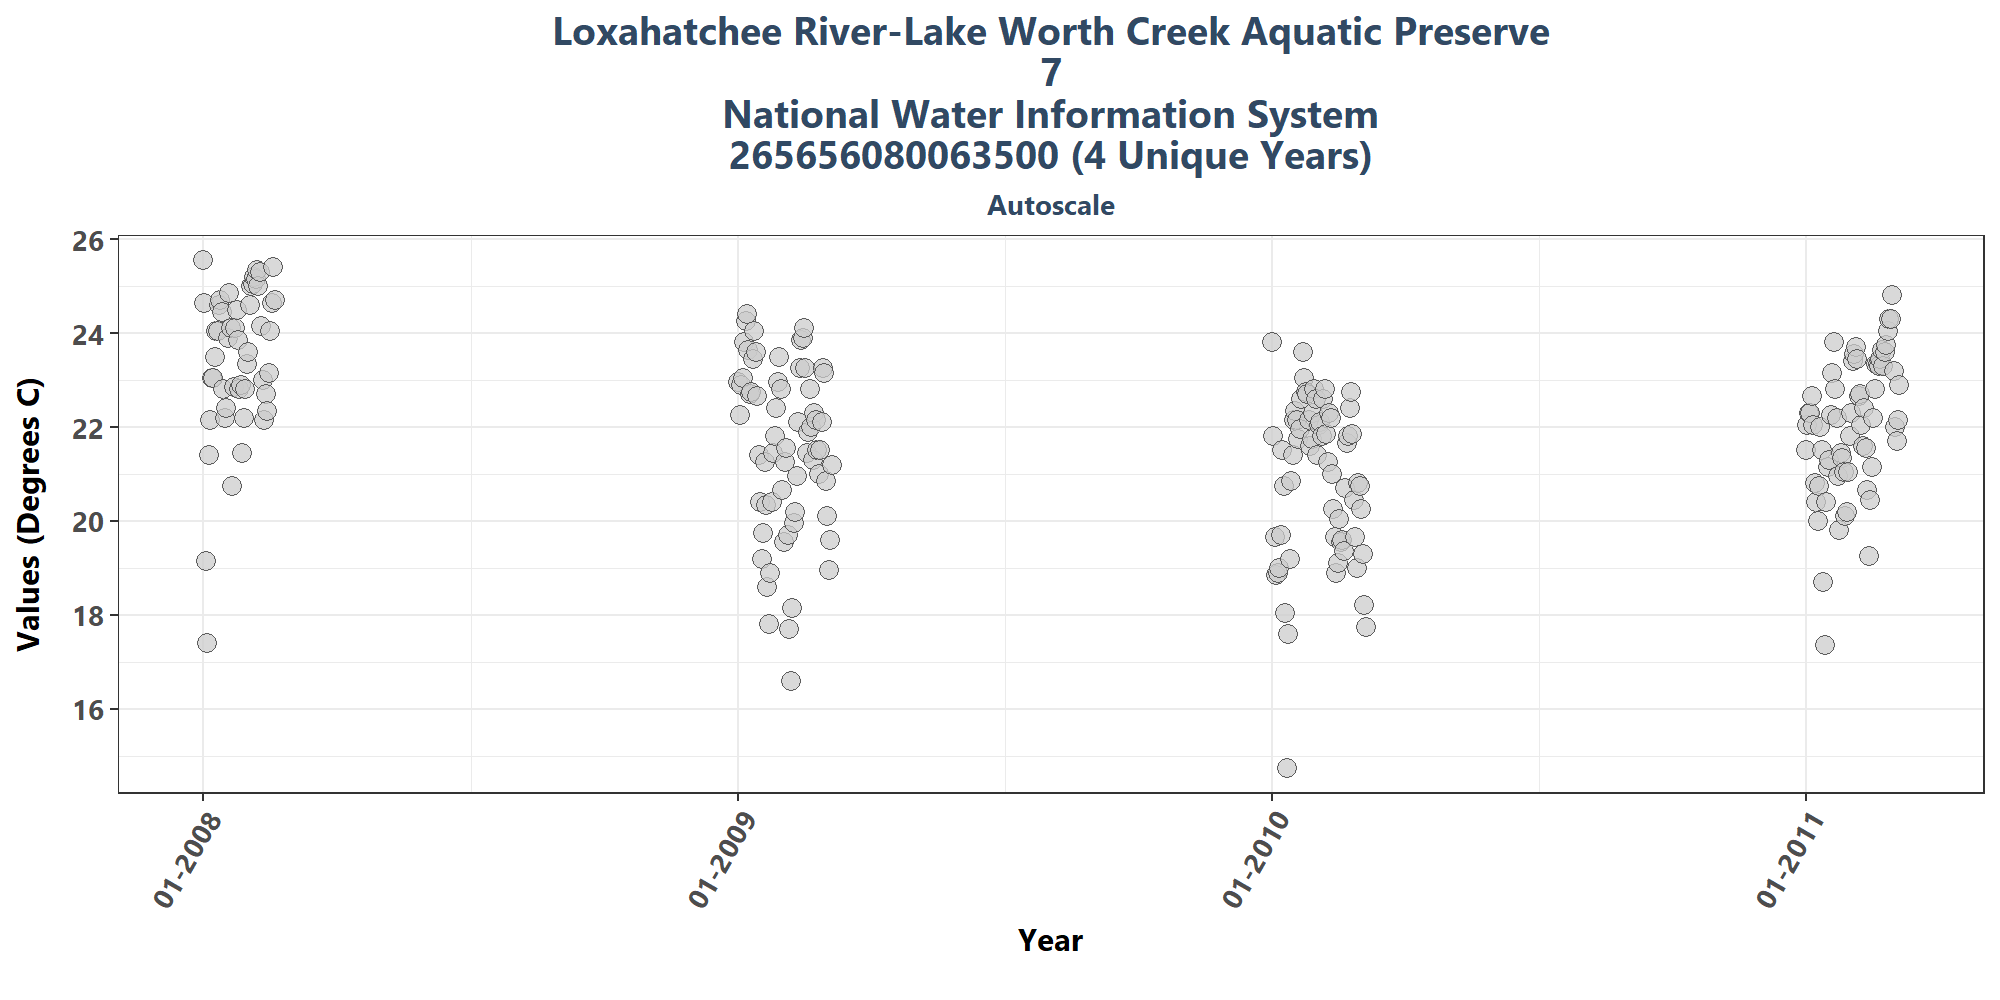 Loxahatchee River-Lake Worth Creek Aquatic Preserve
7
National Water Information System
265656080063500 (4 Unique Years)
Autoscale
26
24
22
20
18
16
Values (Degrees C)
01-2008
01-2009
01-2010
01-2011
Year